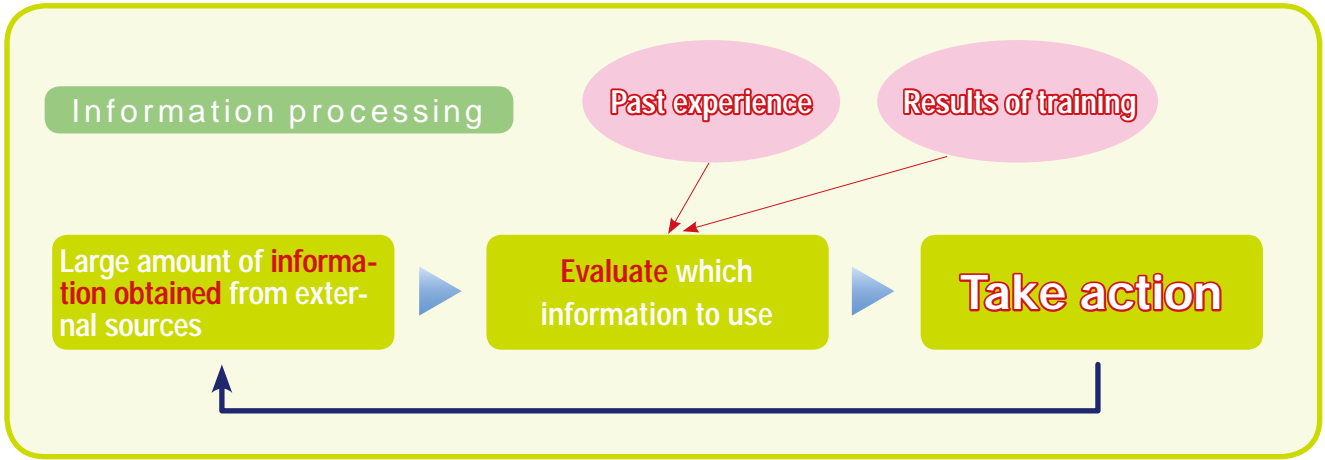 Information processing
Past experience
Results of training
Large amount of informa-
tion obtained from exter-
nal sources
Evaluate which
information to use
Take action